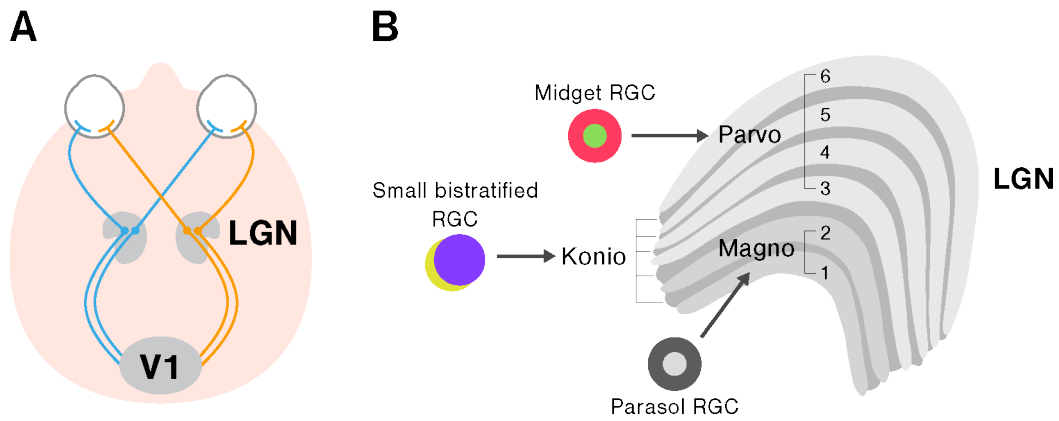 A
LGN
V1
B
Midget RGC
Parvo
6
5
4
3
Small bistratified
RGC
Konio
Magno
2
1
Parasol RGC
LGN